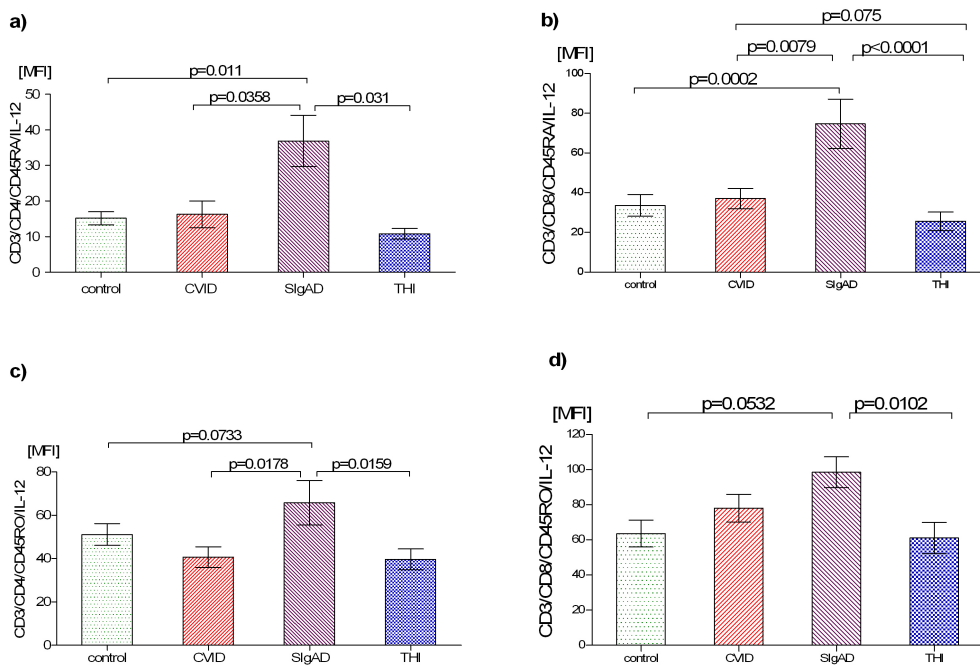 a)
[MFI]
p=0.011
p=0.0358
p=0.031
CD3/CD4/CD45RA/IL-12
50
40
30
20
10
0
control
CVID
SIgAD
THI
b)
[MFI]
p=0.075
p=0.0079
p<0.0001
p=0.0002
CD3/CD8/CD45RA/IL-12
100
80
60
40
20
0
control
CVID
SIgAD
THI
c)
[MFI]
p=0.0733
p=0.0178
p=0.0159
CD3/CD4/CD45RO/IL-12
80
60
40
20
0
control
CVID
SIgAD
THI
d)
[MFI]
p=0.0532
p=0.0102
CD3/CD8/CD45RO/IL-12
120
100
80
60
40
20
0
control
CVID
SIgAD
THI